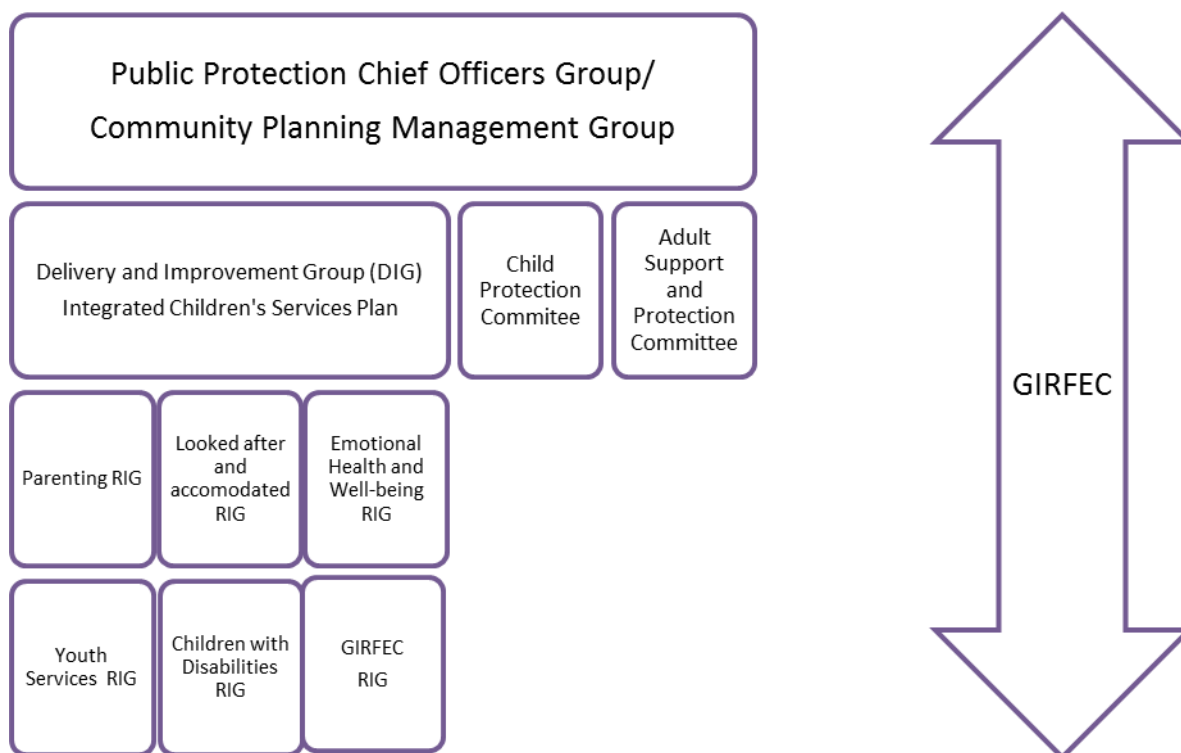 Public Protection Chief Officers Group/
Community Planning Management Group
Delivery and Improvement Group (DIG)
Integrated Children's Services Plan
Child
Protection
Commitee
Adult
Support
and
Protection
Committee
GIRFEC
Parenting RIG
Looked after
and
accomodated
RIG
Emotional
Health and
Well-being
RIG
Youth
Services RIG
Children with
Disabilities
RIG
GIRFEC
RIG